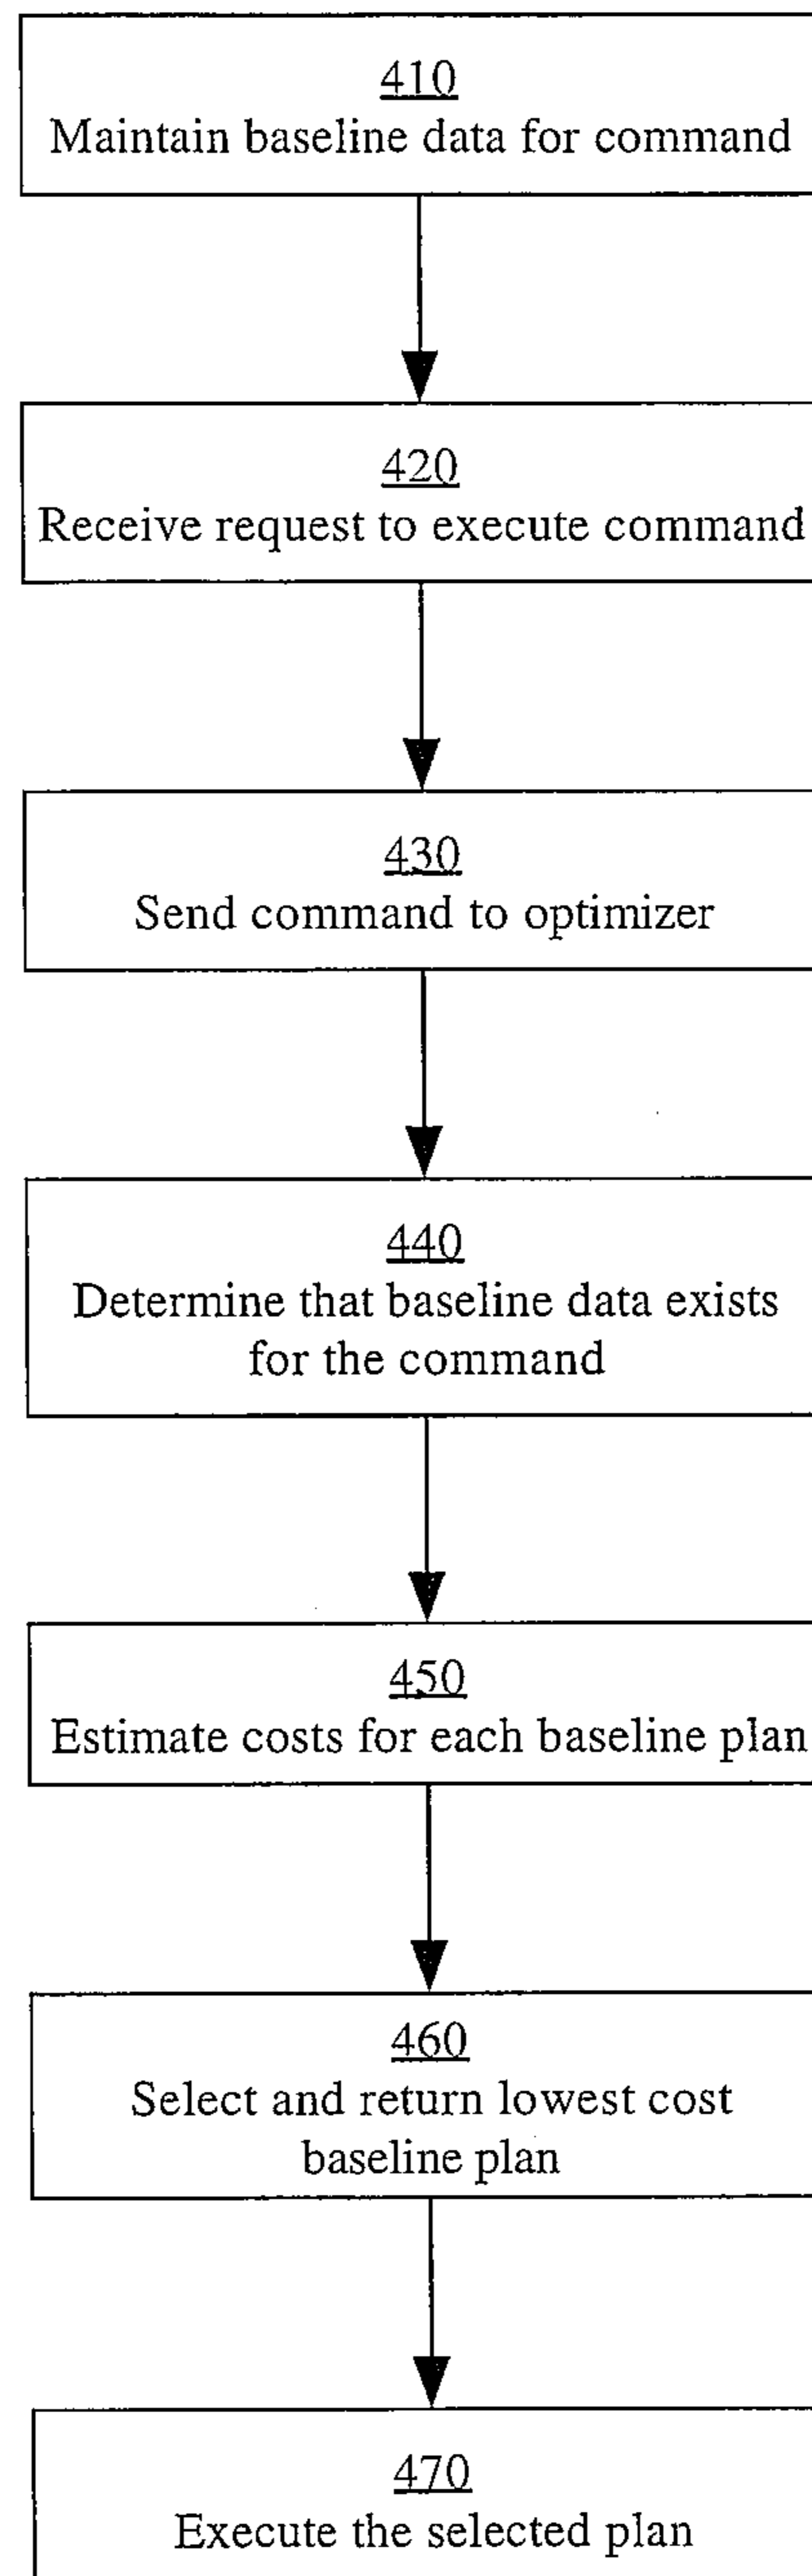 410
Maintain baseline data for command
420
Receive request to execute command
430
Send command to optimizer
440
Determine that baseline data exists
for the command
450
Estimate costs for each baseline plan
460
Select and return lowest cost
baseline plan
470
Execute the selected plan